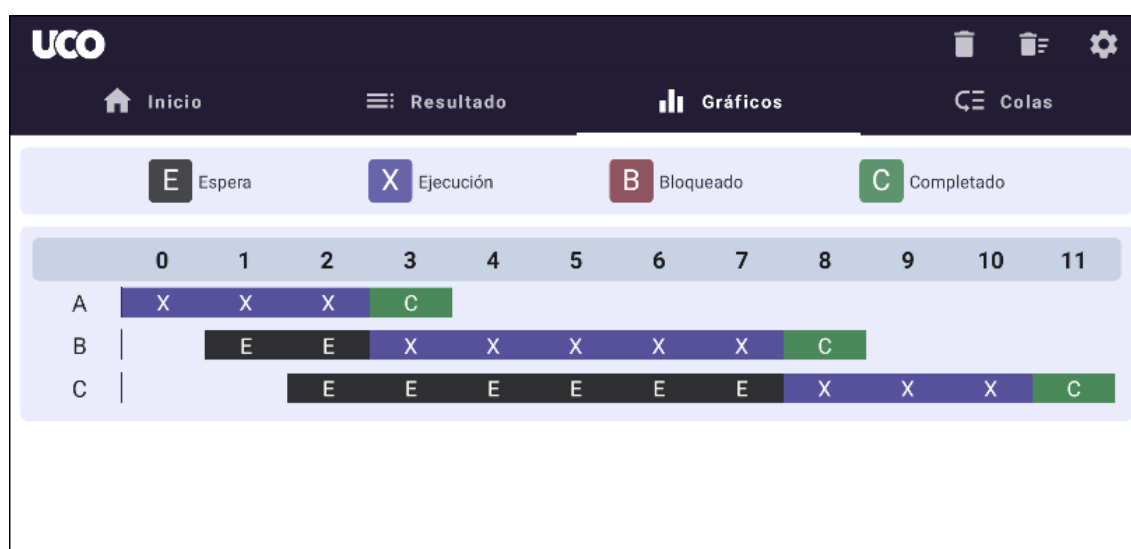 UCO
Inicio Resultado Gráficos Colas
E Espera X Ejecución B Bloqueado C Completado
0 1 2 3 4 5 6 7 8 9 10 11
A X X X C
B E E X X X X X C
C E E E E E E X X X C